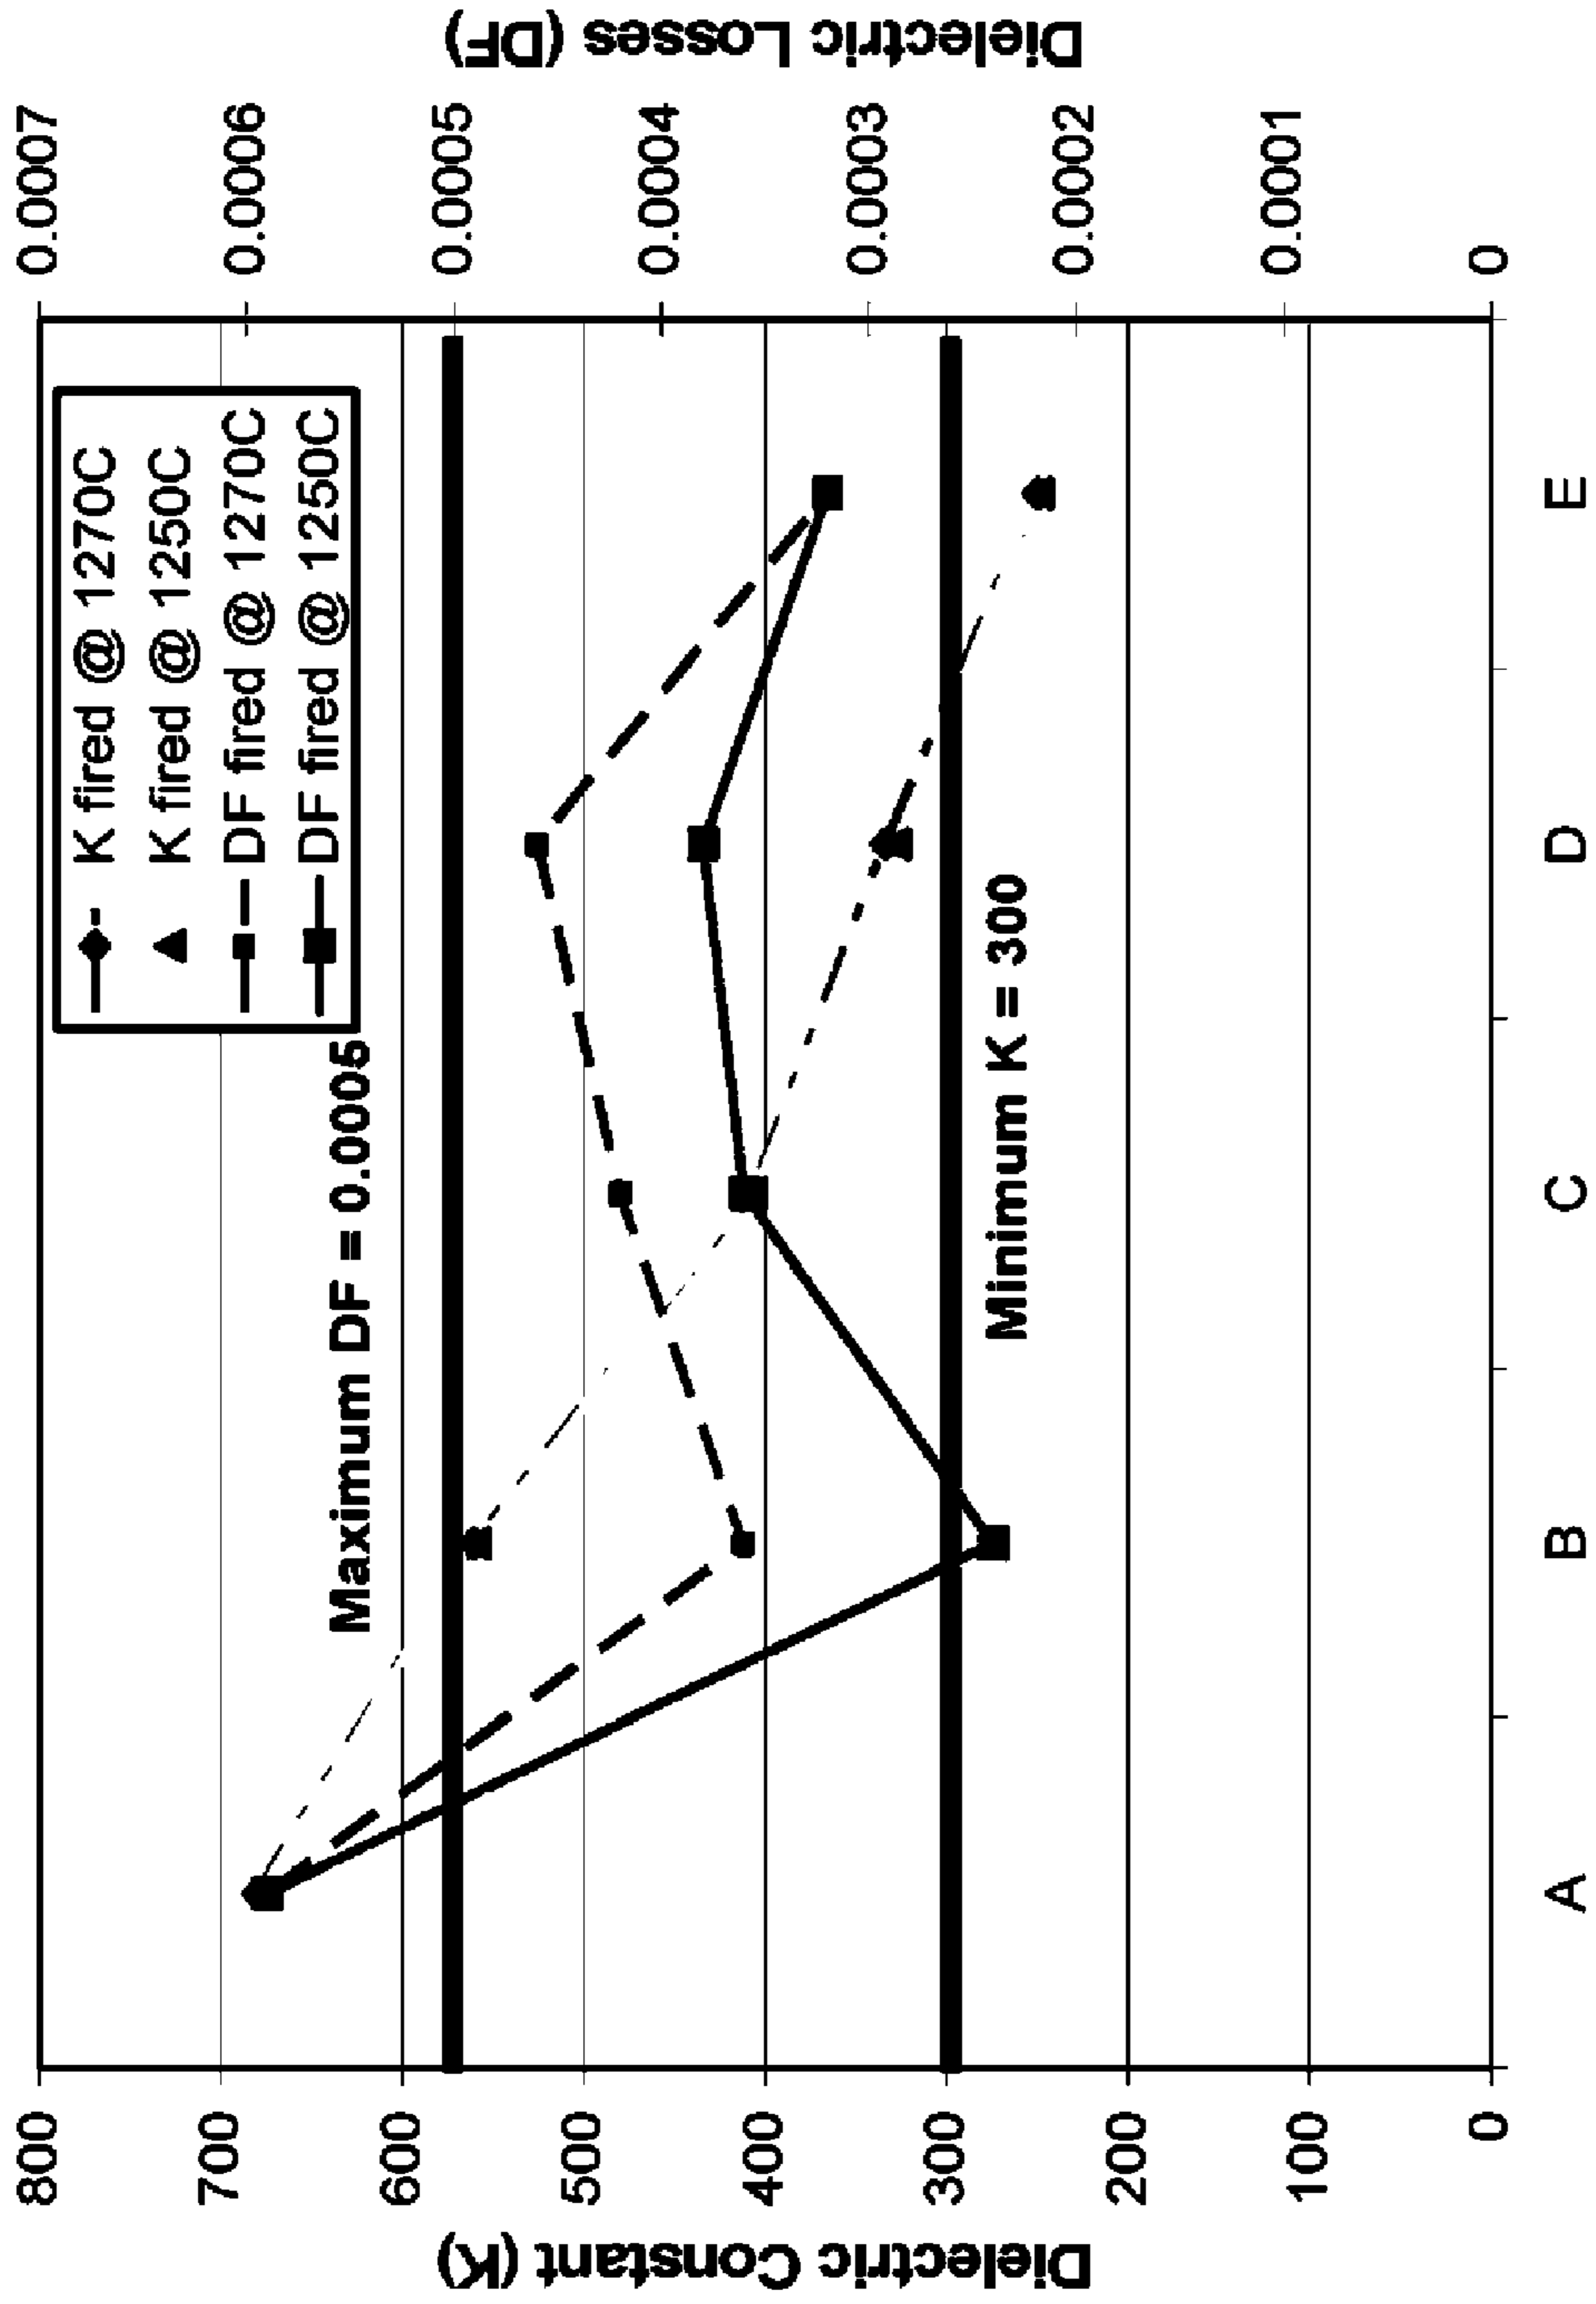 Dielectric Constant (K)
800
700
600
500
400
300
200
100
0
K fired @ 1270C
K fired @ 1250C
DF fired @ 1270C
DF fired @ 1250C
Maximum DF = 0.0005
Minimum K = 300
A
B
C
D
E
0.0007
0.0006
0.0005
0.0004
0.0003
0.0002
0.0001
0
Dielectric Losses (DF)